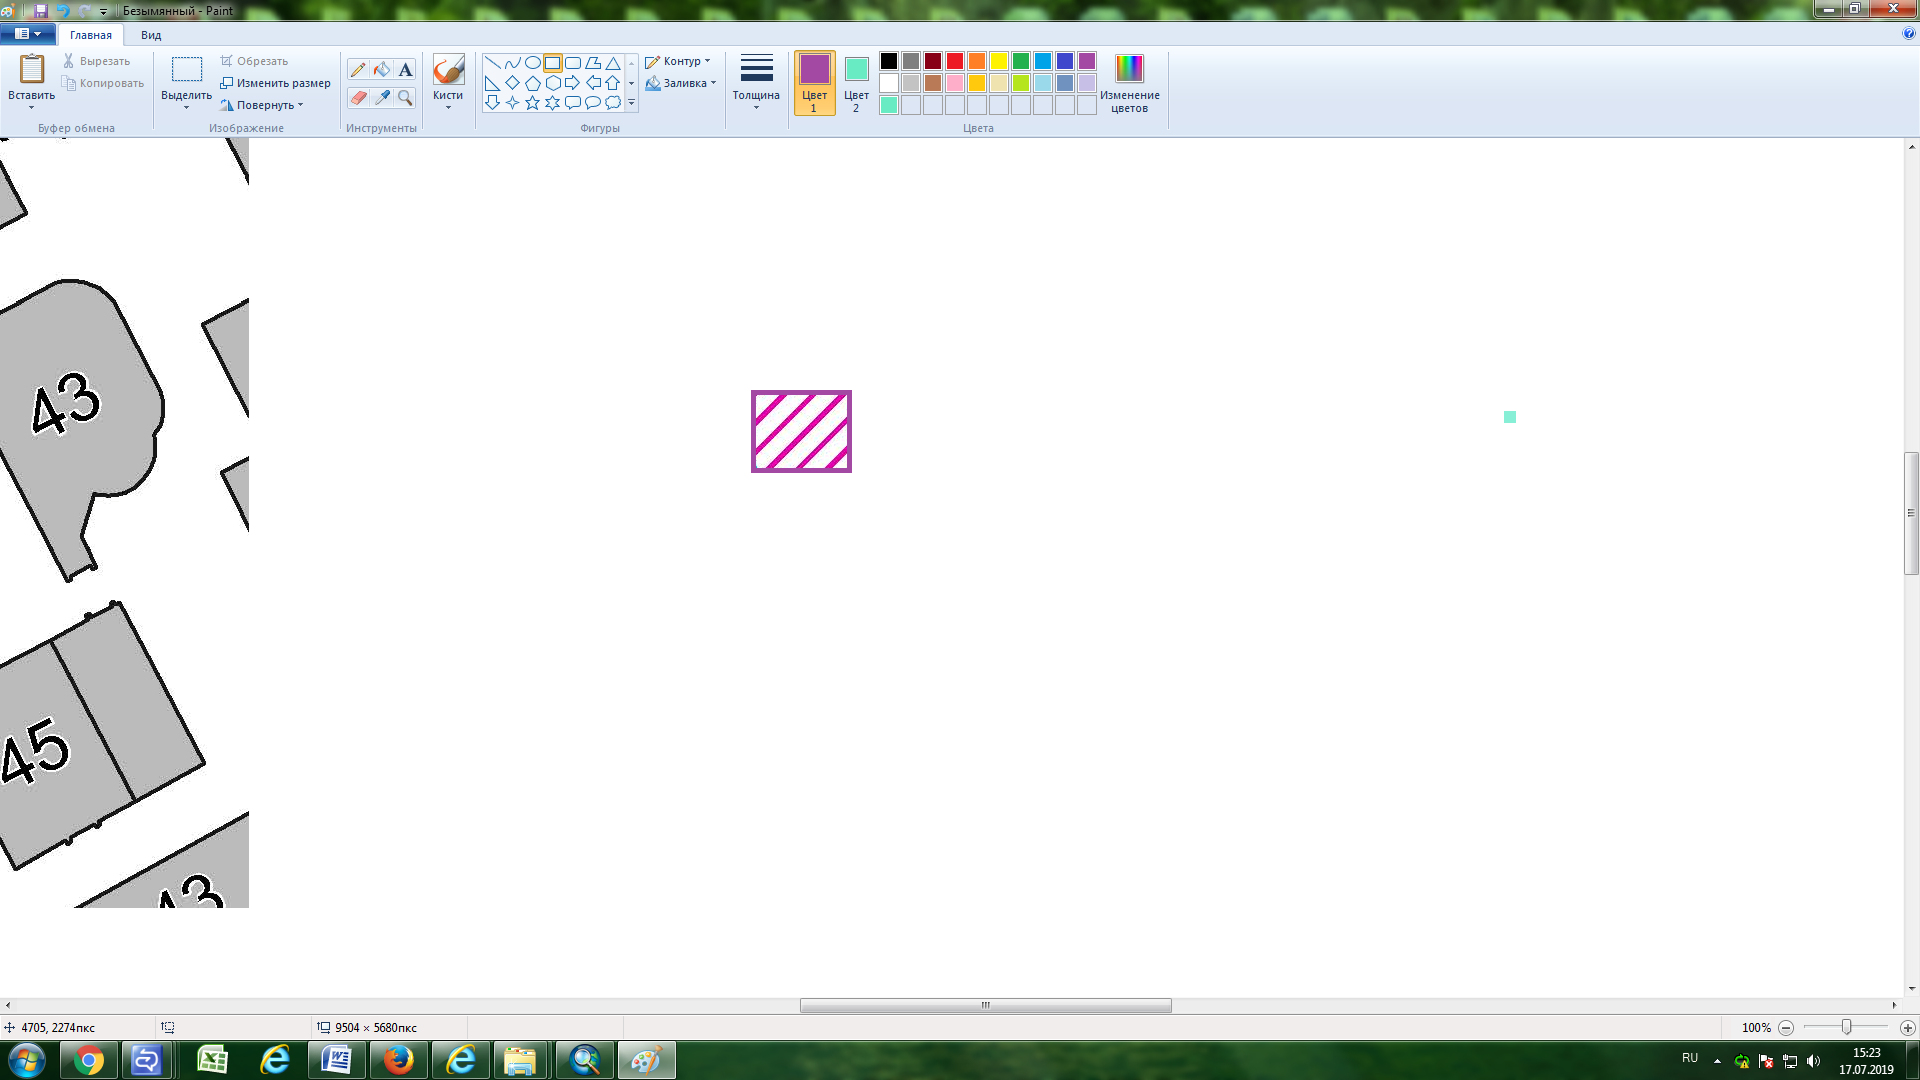 Безымянный - Paint
Главная
Вид
Вставить
Вырезать
Копировать
Буфер обмена
Выделить
Обрезать
Изменить размер
Повернуть
Изображение
A
Инструменты
Кисти
Фигуры
Контур
Заливка
Толщина
Цвет
1
Цвет
2
Изменение
цветов
Цвета
43
45
43
4705, 2274пкс
9504 × 5680пкс
100%
RU
15:23
17.07.2019